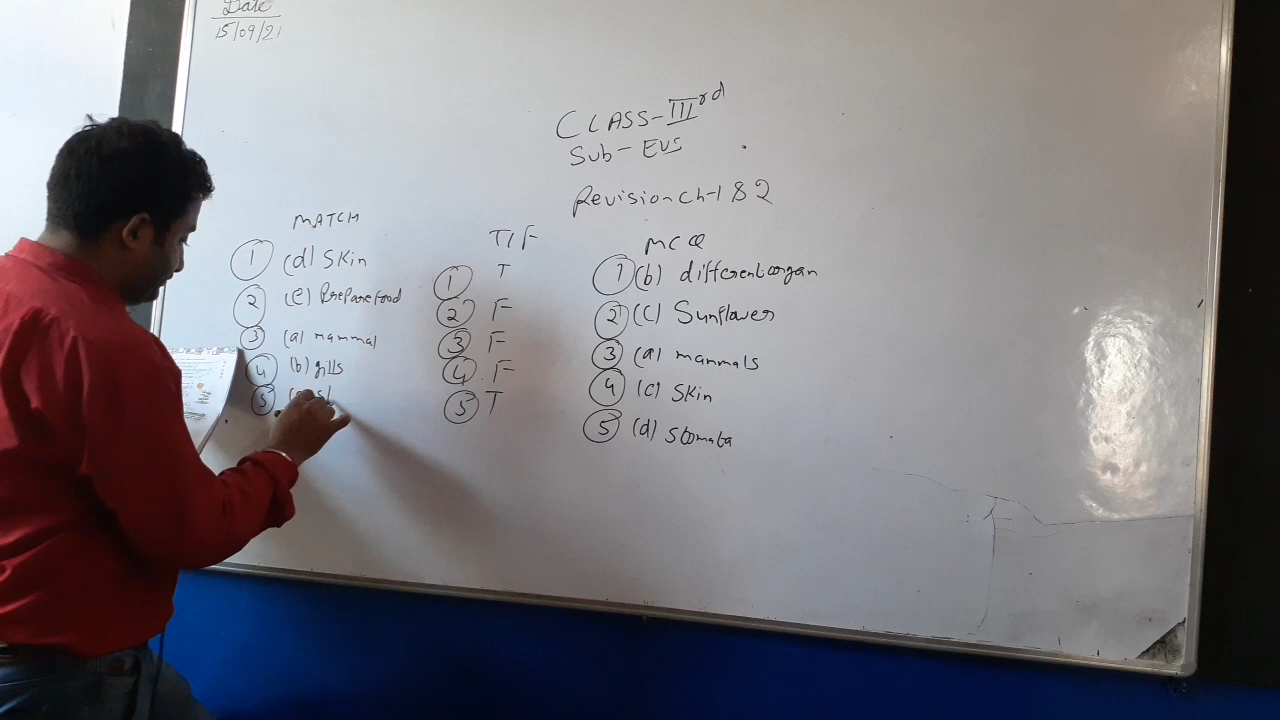 Date
15/09/21
CLASS-IIIrd
Sub-EVS
Revision Ch-1 & 2
MATCH
1 (d) Skin
2 (e) Prepare food
3 (a) mammal
4 (b) gills
5
T/F
1 T
2 F
3 F
4. F
5 T
MCQ
1 (b) different organ
2 (c) Sunflower
3 (a) mammals
4 (c) Skin
5 (d) Stomata